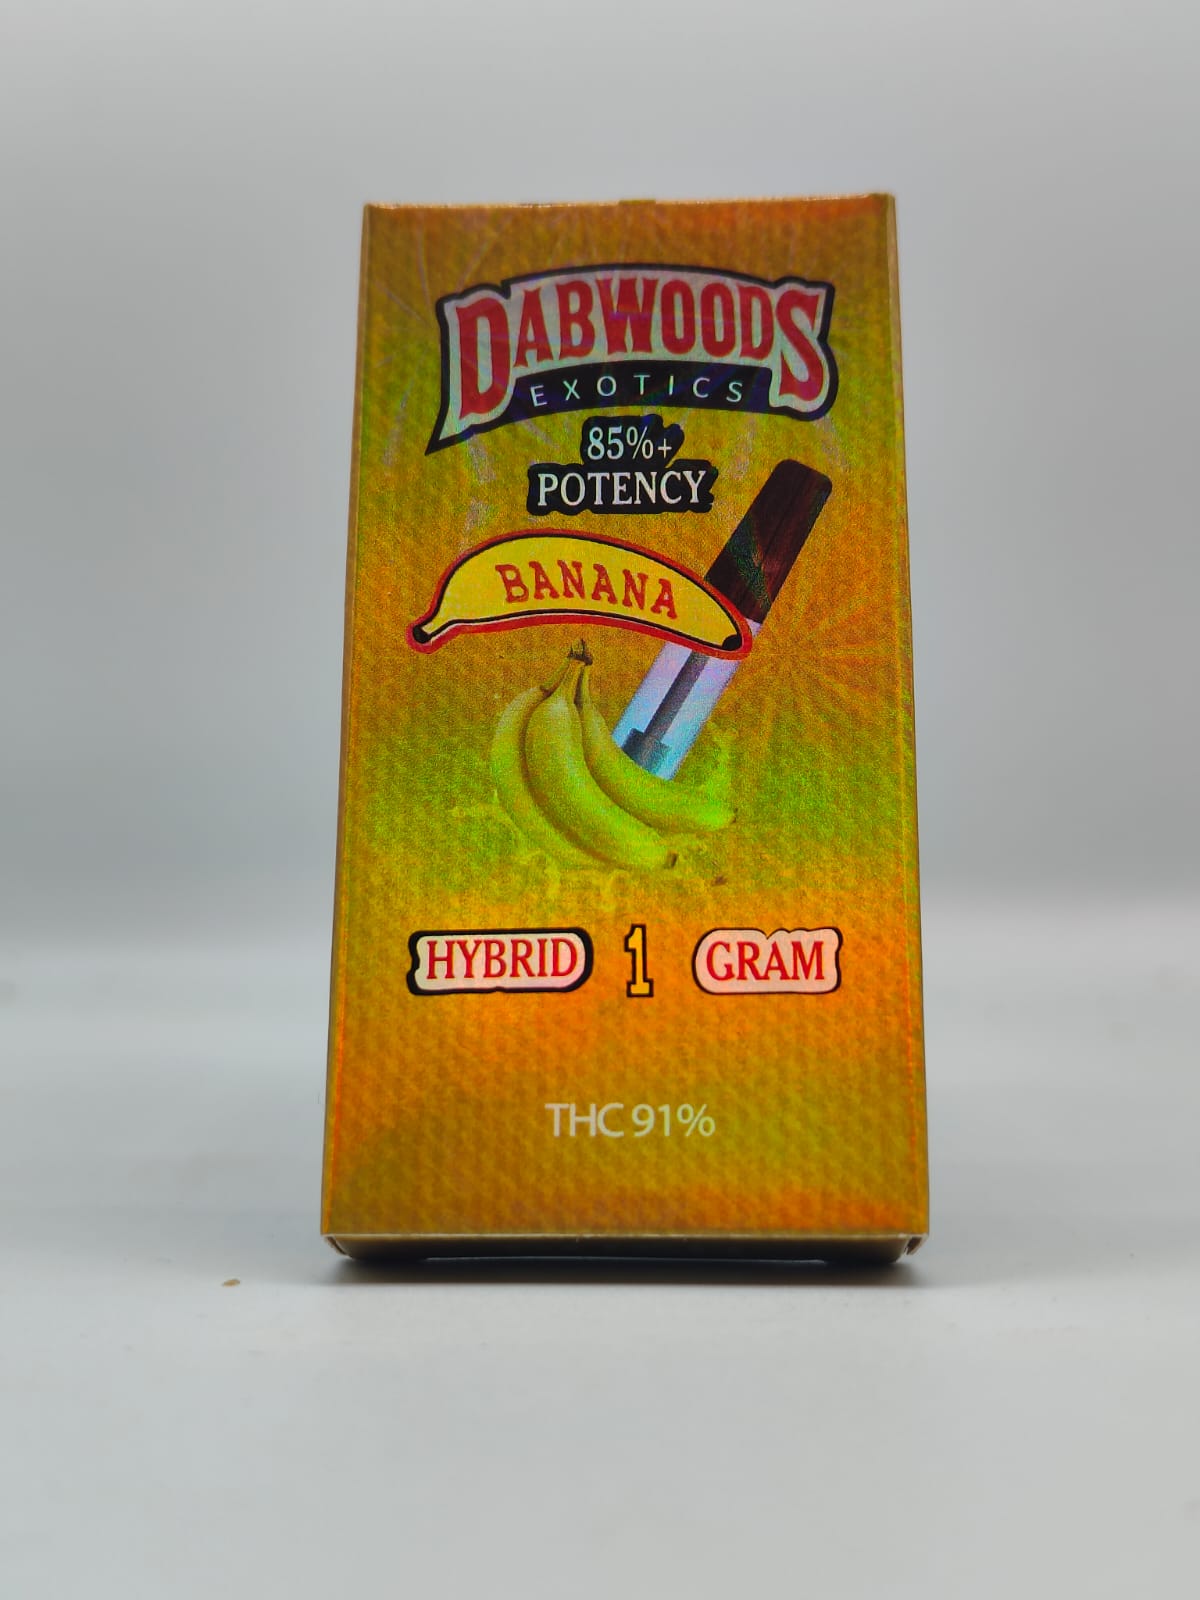 DABWOODS
EXOTICS
85%+
POTENCY
BANANA
HYBRID 1 GRAM
THC 91%